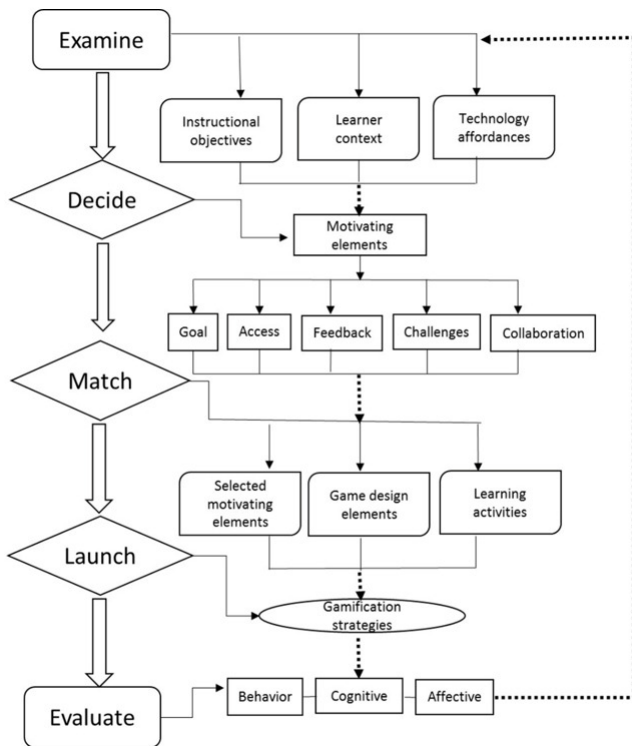 Examine
Instructional
objectives
Learner
context
Technology
affordances
Decide
Motivating
elements
Goal
Access
Feedback
Challenges
Collaboration
Match
Selected
motivating
elements
Game design
elements
Learning
activities
Launch
Gamification
strategies
Behavior
Cognitive
Affective
Evaluate